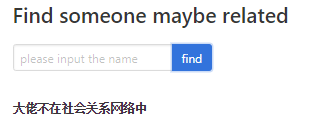 Find someone maybe related
please input the name
find
大佬不在社会关系网络中